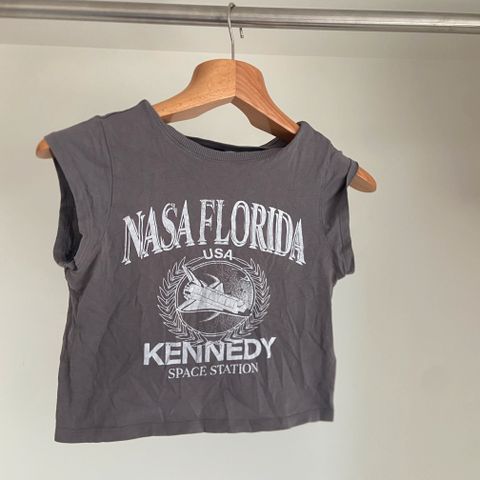 NASA FLORIDA
USA
KENNEDY
SPACE STATION